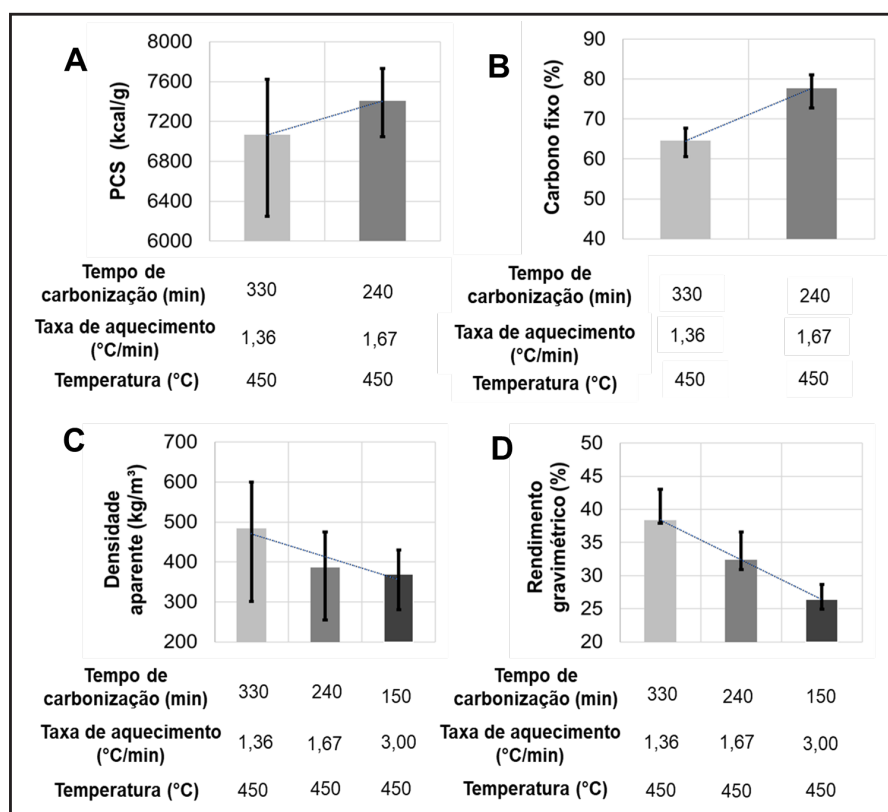 A
PCS (kcal/g)
8000
7600
7200
6800
6400
6000
Tempo de
carbonização (min)
330
240
Taxa de aquecimento
(°C/min)
1,36
1,67
Temperatura (°C)
450
450
B
Carbono fixo (%)
90
80
70
60
50
40
Tempo de
carbonização (min)
330
240
Taxa de aquecimento
(°C/min)
1,36
1,67
Temperatura (°C)
450
450
C
Densidade
aparente (kg/m³)
700
600
500
400
300
200
Tempo de
carbonização (min)
330
240
150
Taxa de aquecimento
(°C/min)
1,36
1,67
3,00
Temperatura (°C)
450
450
450
D
Rendimento
gravimétrico (%)
50
45
40
35
30
25
20
Tempo de
carbonização (min)
330
240
150
Taxa de aquecimento
(°C/min)
1,36
1,67
3,00
Temperatura (°C)
450
450
450